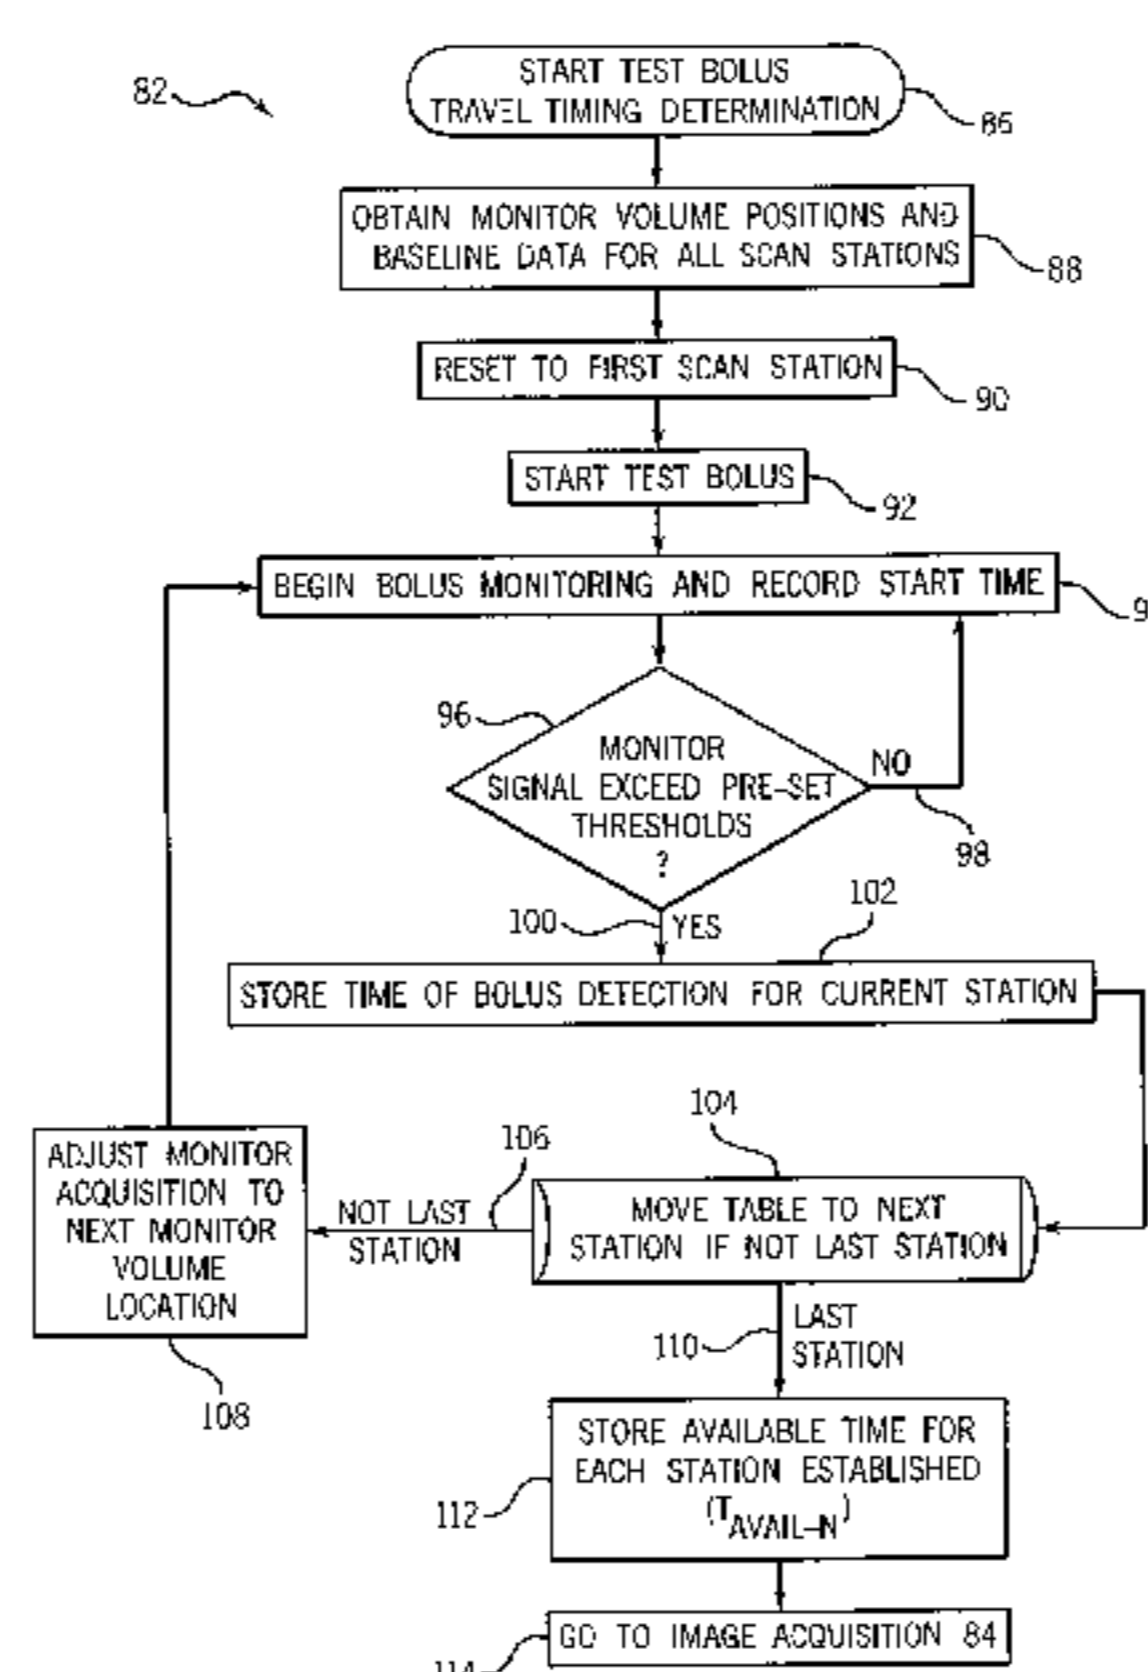 82
START TEST BOLUS
TRAVEL TIMING DETERMINATION
86
OBTAIN MONITOR VOLUME POSITIONS AND
BASELINE DATA FOR ALL SCAN STATIONS
88
RESET TO FIRST SCAN STATION
90
START TEST BOLUS
92
BEGIN BOLUS MONITORING AND RECORD START TIME
9
96
MONITOR
SIGNAL EXCEED PRE-SET
THRESHOLDS
?
NO
98
100
YES
102
STORE TIME OF BOLUS DETECTION FOR CURRENT STATION
104
106
MOVE TABLE TO NEXT
STATION IF NOT LAST STATION
NOT LAST
STATION
ADJUST MONITOR
ACQUISITION TO
NEXT MONITOR
VOLUME
LOCATION
108
110
LAST
STATION
STORE AVAILABLE TIME FOR
EACH STATION ESTABLISHED
(TAVAIL-N)
112
GO TO IMAGE ACQUISITION 84
114